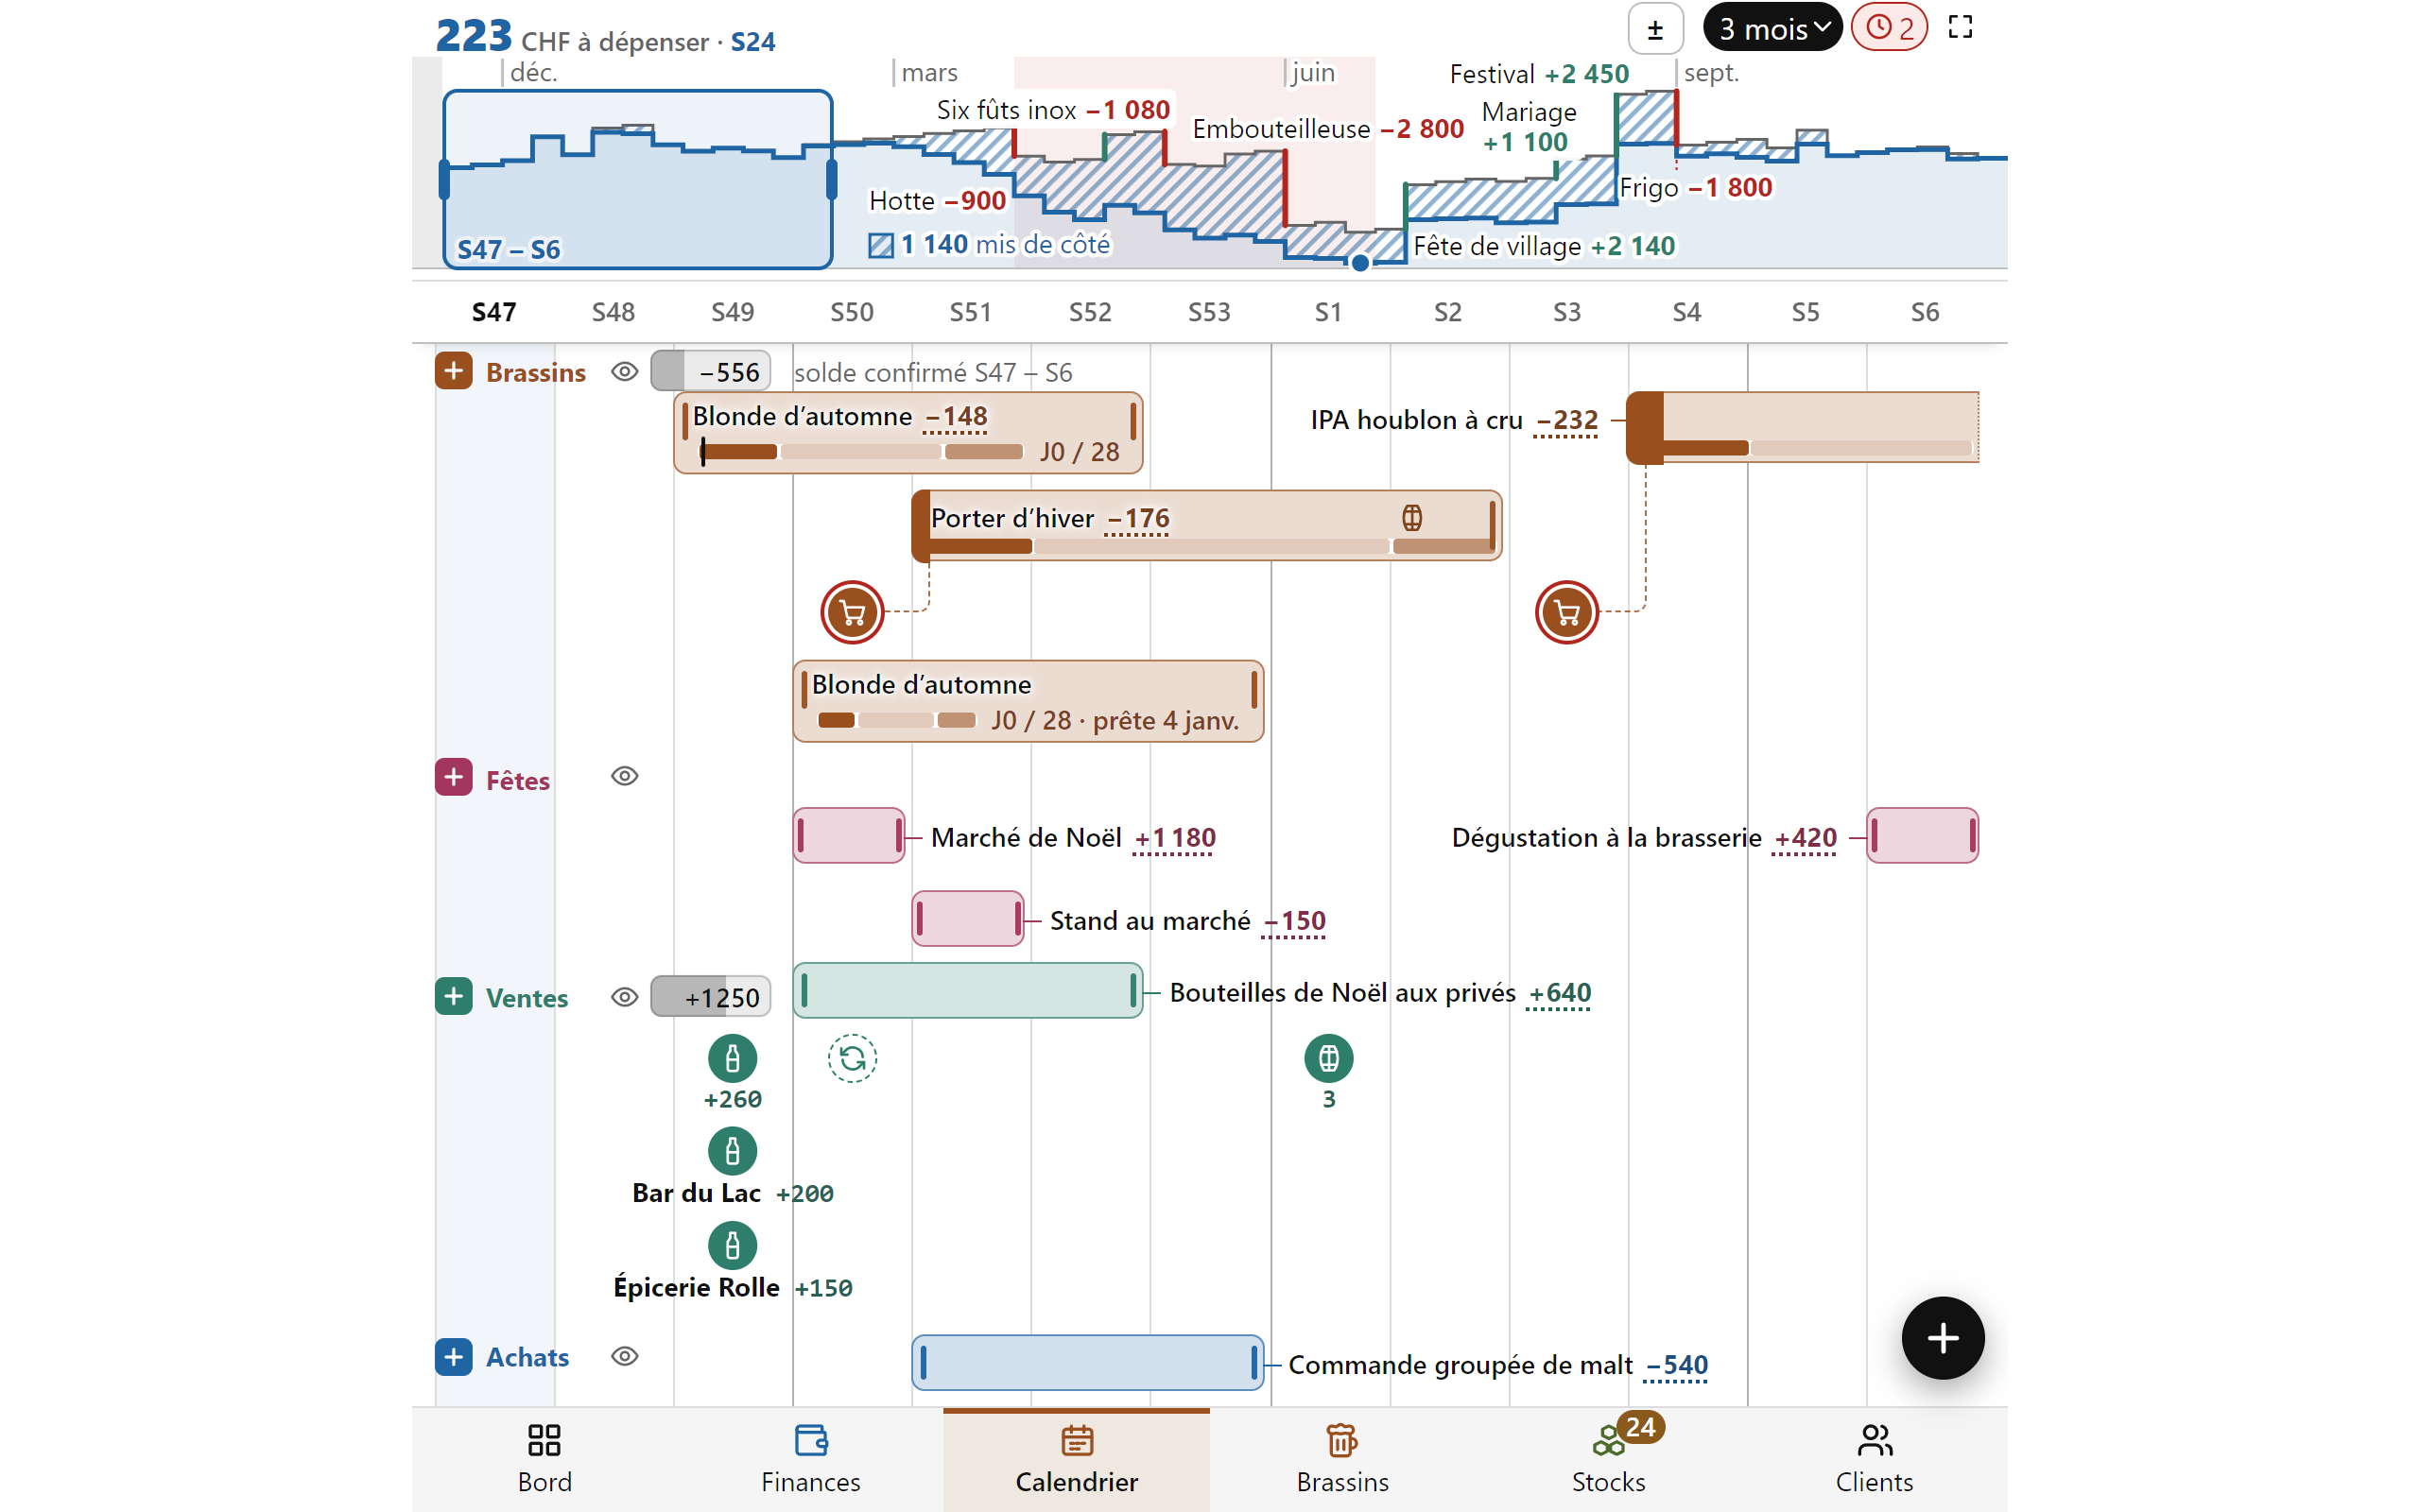 223 CHF à dépenser · S24
±
3 mois
2
déc.
mars
juin
sept.
Festival +2 450
Six fûts inox −1 080
Mariage
+1 100
Embouteilleuse −2 800
Hotte −900
Frigo −1 800
S47 – S6
1 140 mis de côté
Fête de village +2 140
S47 S48 S49 S50 S51 S52 S53 S1 S2 S3 S4 S5 S6
Brassins
−556
solde confirmé S47 – S6
Blonde d’automne −148
J0 / 28
IPA houblon à cru −232
Porter d’hiver −176
Blonde d’automne
J0 / 28 · prête 4 janv.
Fêtes
Marché de Noël +1 180
Dégustation à la brasserie +420
Stand au marché −150
Ventes
+1250
Bouteilles de Noël aux privés +640
+260
3
Bar du Lac +200
Épicerie Rolle +150
Achats
Commande groupée de malt −540
24
Bord
Finances
Calendrier
Brassins
Stocks
Clients